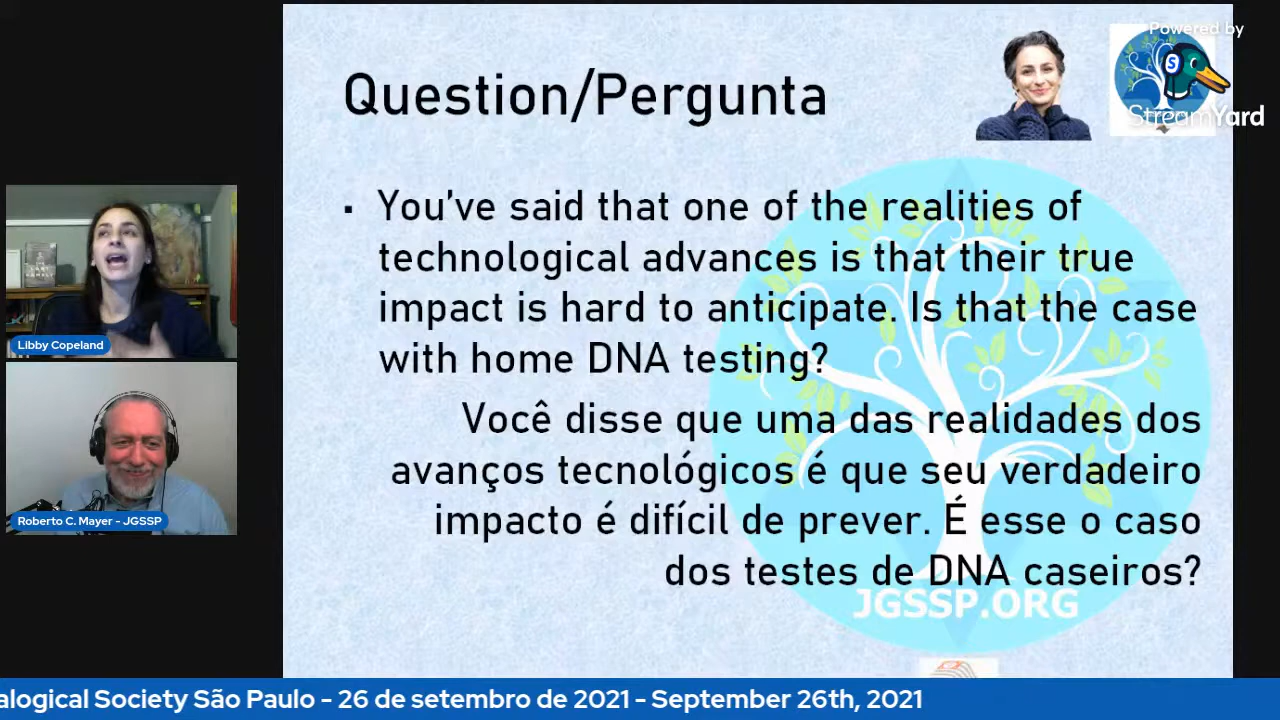 Powered by
StreamYard
Question/Pergunta
▪ You've said that one of the realities of
technological advances is that their true
impact is hard to anticipate. Is that the case
with home DNA testing?
Você disse que uma das realidades dos
avanços tecnológicos é que seu verdadeiro
impacto é difícil de prever. É esse o caso
dos testes de DNA caseiros?
JGSSP.ORG
Libby Copeland
Roberto C. Mayer - JGSSP
alogical Society São Paulo - 26 de setembro de 2021 - September 26th, 2021